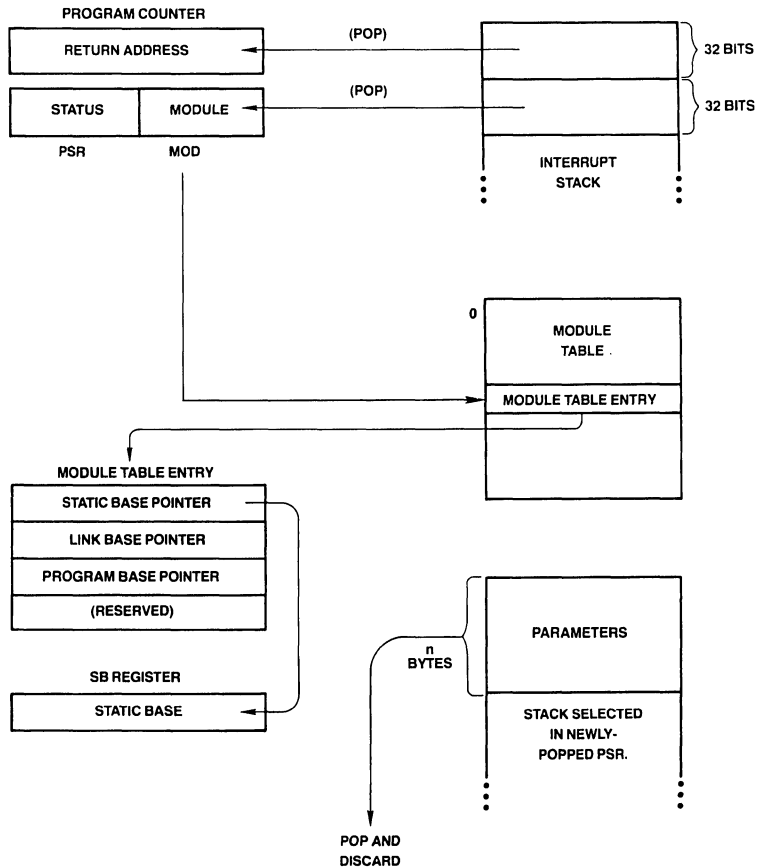 PROGRAM COUNTER
RETURN ADDRESS
(POP)
32 BITS
STATUS
MODULE
(POP)
32 BITS
PSR
MOD
INTERRUPT
STACK
0
MODULE
TABLE
MODULE TABLE ENTRY
MODULE TABLE ENTRY
STATIC BASE POINTER
LINK BASE POINTER
PROGRAM BASE POINTER
(RESERVED)
SB REGISTER
STATIC BASE
n
BYTES
PARAMETERS
STACK SELECTED
IN NEWLY-
POPPED PSR.
POP AND
DISCARD